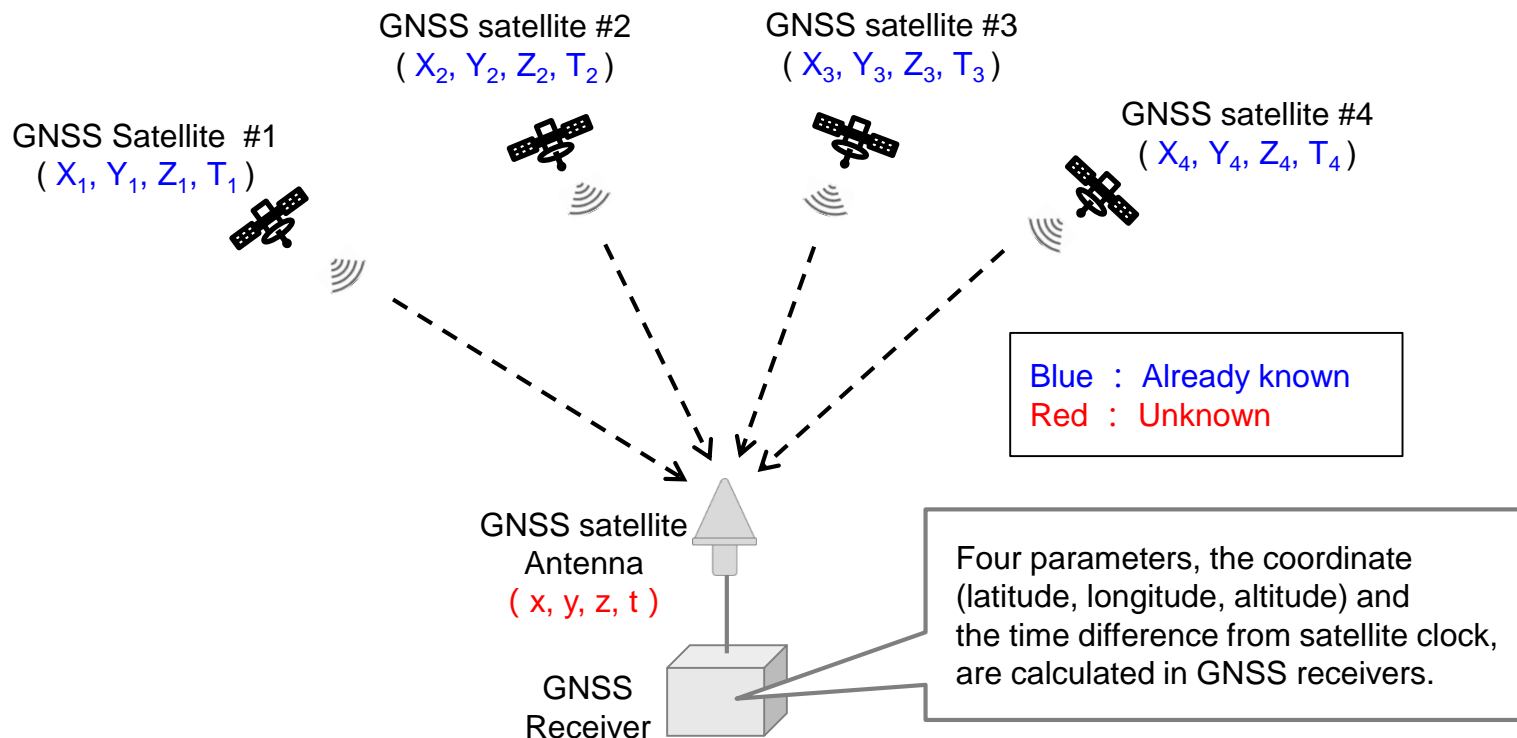 GNSS satellite #2
( X2, Y2, Z2, T2 )
GNSS satellite #3
( X3, Y3, Z3, T3 )
GNSS Satellite  #1
( X1, Y1, Z1, T1 )
GNSS satellite #4
( X4, Y4, Z4, T4 )
Blue : Already known
Red : Unknown
GNSS satellite
Antenna
( x, y, z, t )
GNSS
Receiver
Four parameters, the coordinate
(latitude, longitude, altitude) and
the time difference from satellite clock,
are calculated in GNSS receivers.